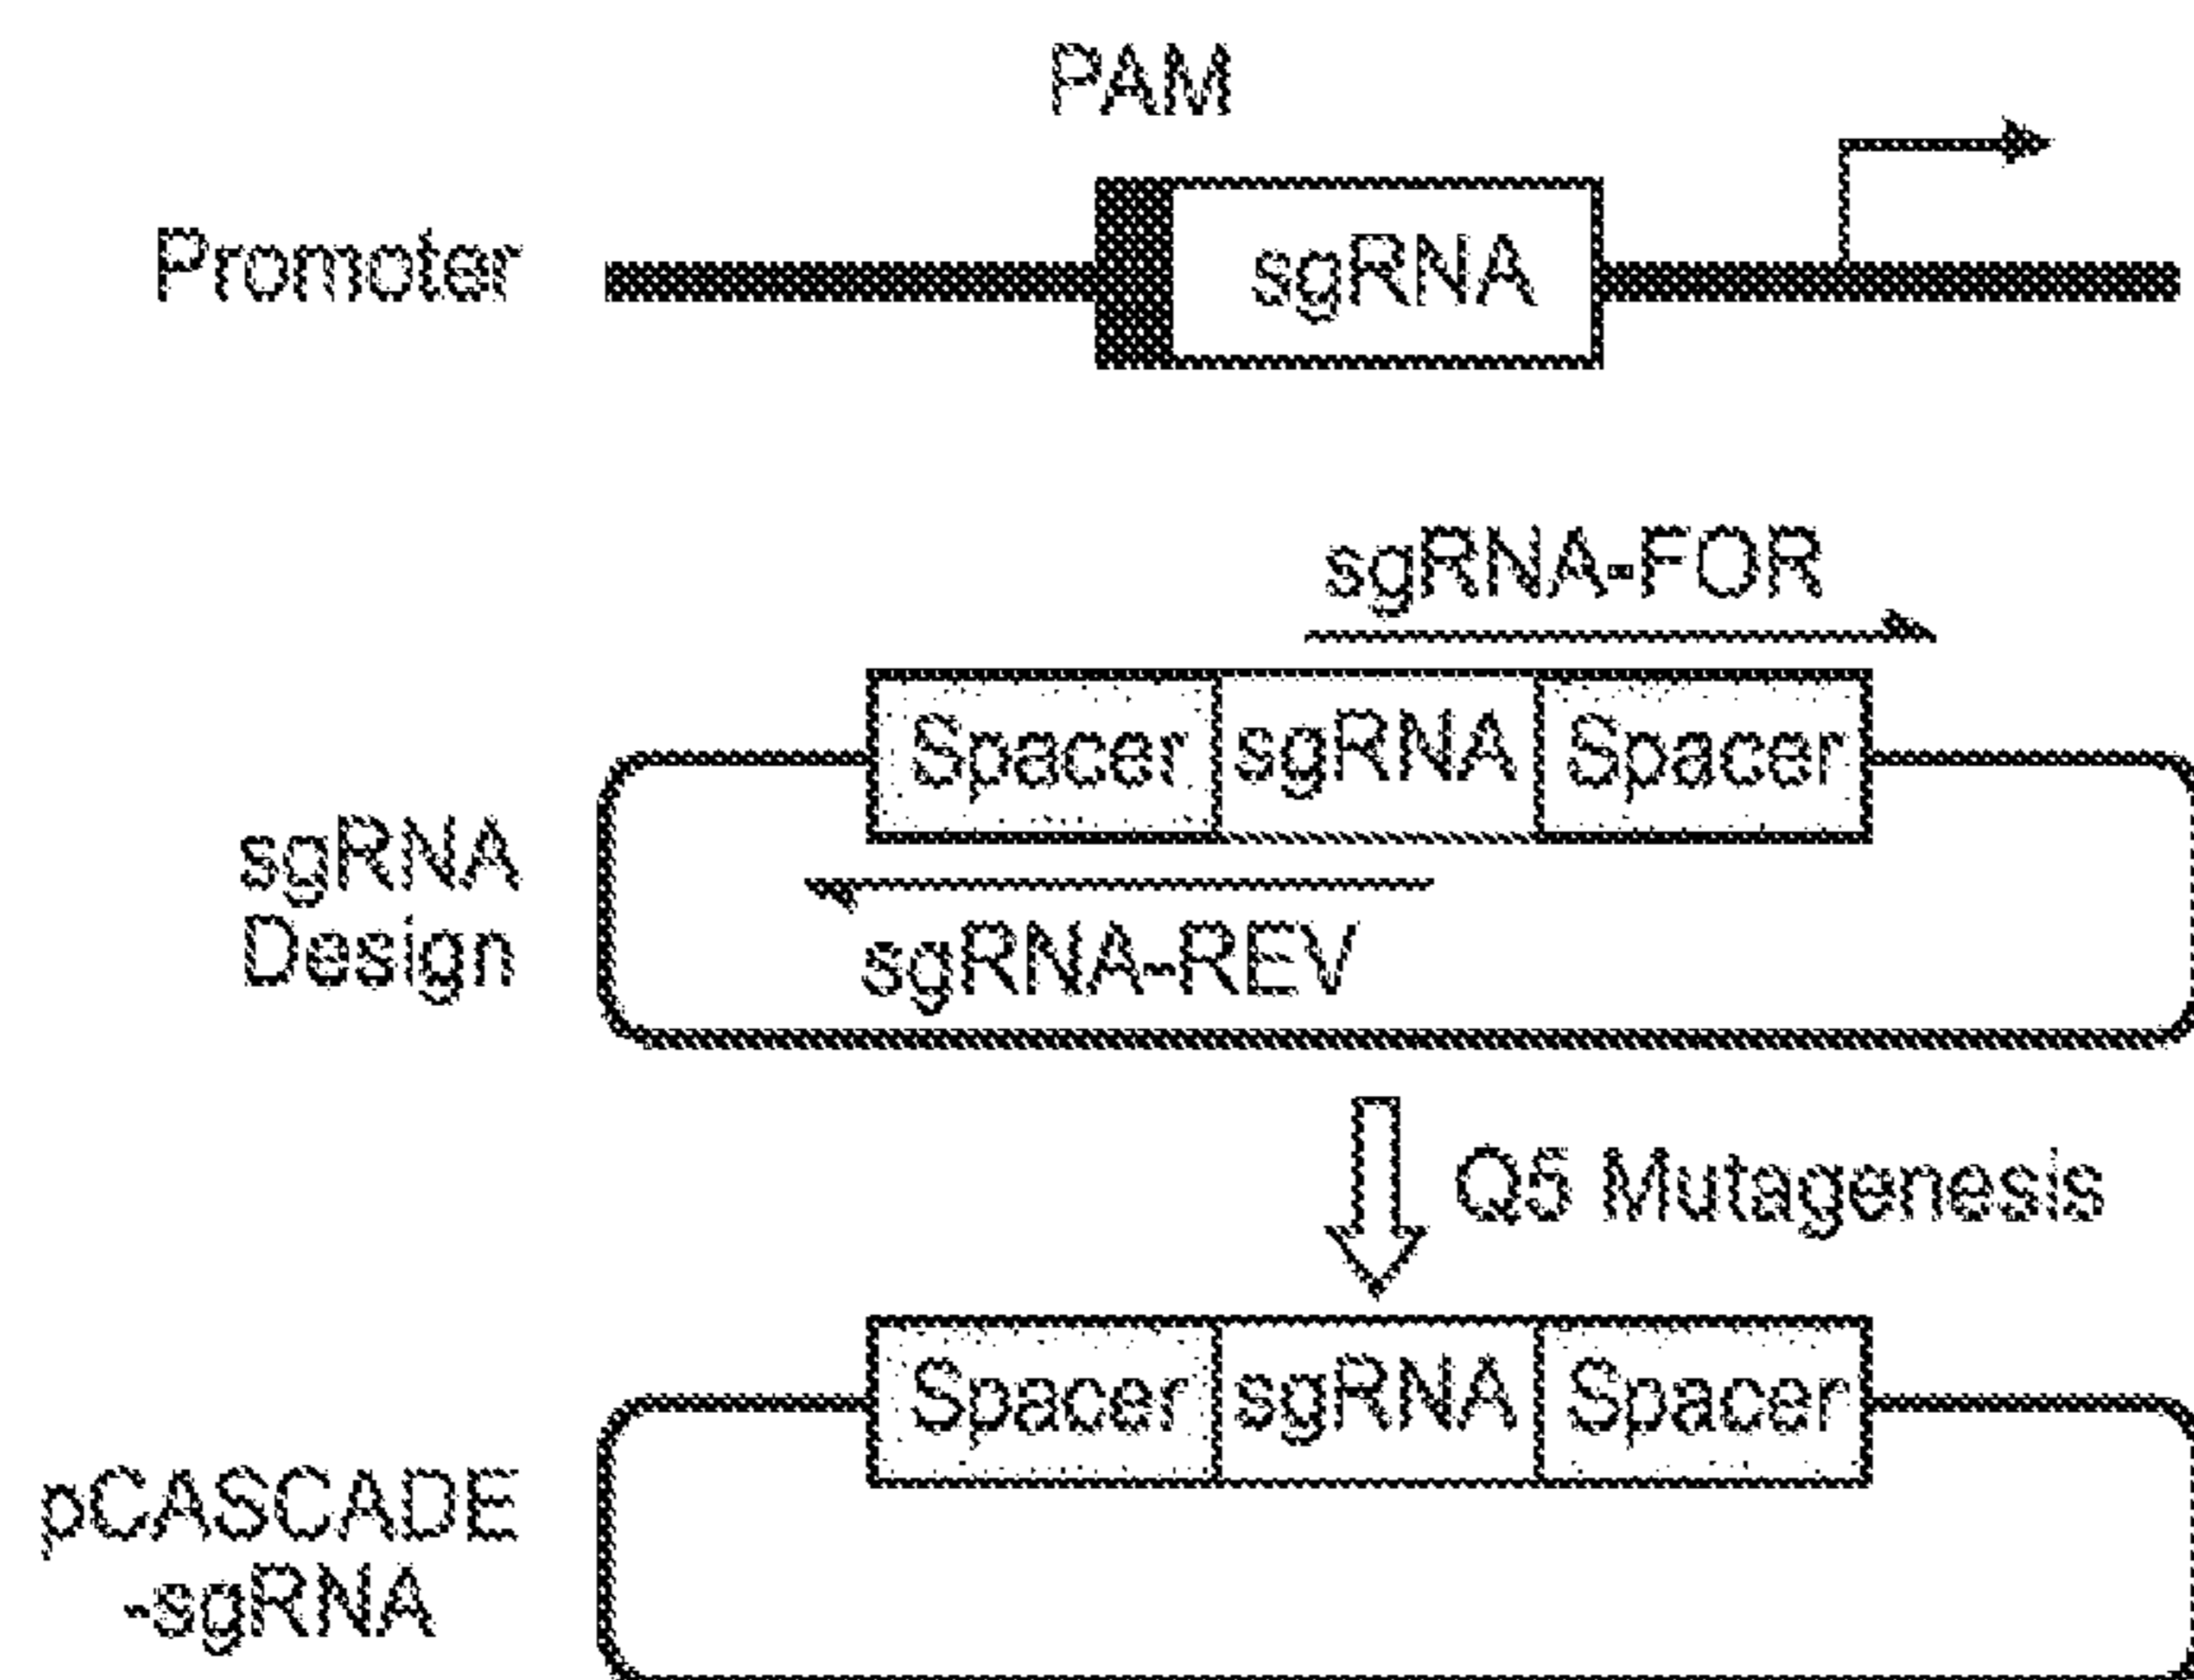 PAM
Promoter
sgRNA
sgRNA-FOR
Spacer
sgRNA
Spacer
sgRNA
Design
sgRNA-REV
Q5 Mutagenesis
Spacer
sgRNA
Spacer
pCASCADE
-sgRNA